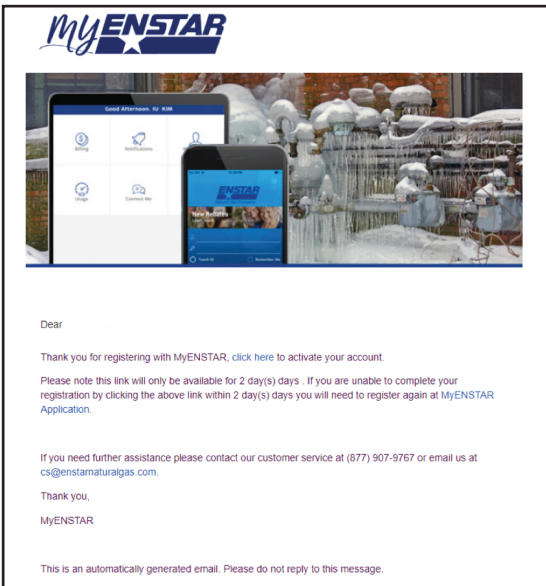 MyENSTAR
Good Afternoon, IU KIM
Billing
Notifications
Usage
Connect Me
ENSTAR
New Rebates
Touch ID
Remember Me
Dear
Thank you for registering with MyENSTAR, click here to activate your account.
Please note this link will only be available for 2 day(s) days . If you are unable to complete your
registration by clicking the above link within 2 day(s) days you will need to register again at MyENSTAR
Application.
If you need further assistance please contact our customer service at (877) 907-9767 or email us at
cs@enstarnaturalgas.com.
Thank you,
MyENSTAR
This is an automatically generated email. Please do not reply to this message.